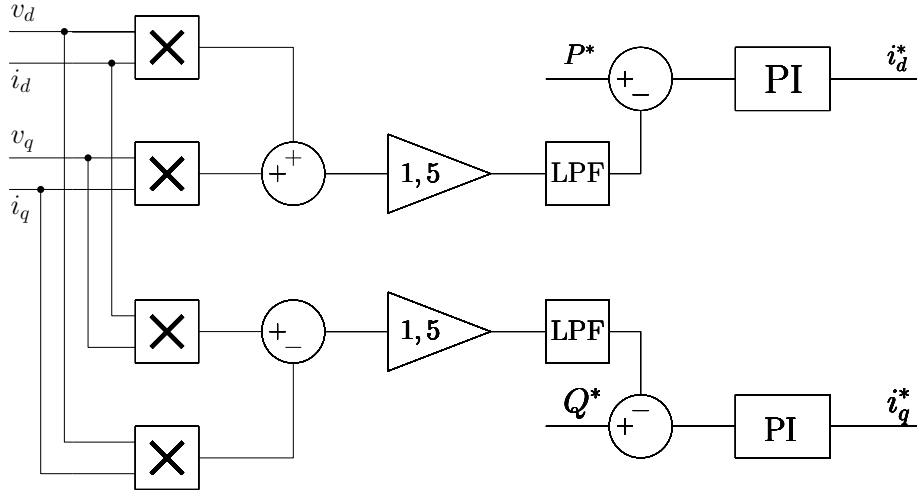 v_d
i_d
v_q
i_q
+
+
1,5
LPF
P*
+
−
PI
i_d^*
+
−
1,5
LPF
Q*
−
+
PI
i_q^*